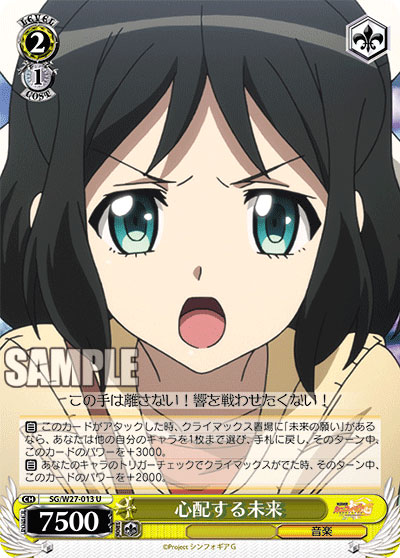 LEVEL
2
1
COST
SAMPLE
この手は離さない！響を戦わせたくない！
自 このカードがアタックした時、クライマックス置場に「未来の願い」がある
なら、あなたは他の自分のキャラを1枚まで選び、手札に戻し、そのターン中、
このカードのパワーを+3000。
自 あなたのキャラのトリガーチェックでクライマックスがでた時、そのターン中、
このカードのパワーを+2000。
CH SG/W27-013 U
POWER
7500
心配する未来
音楽
©Project シンフォギアG